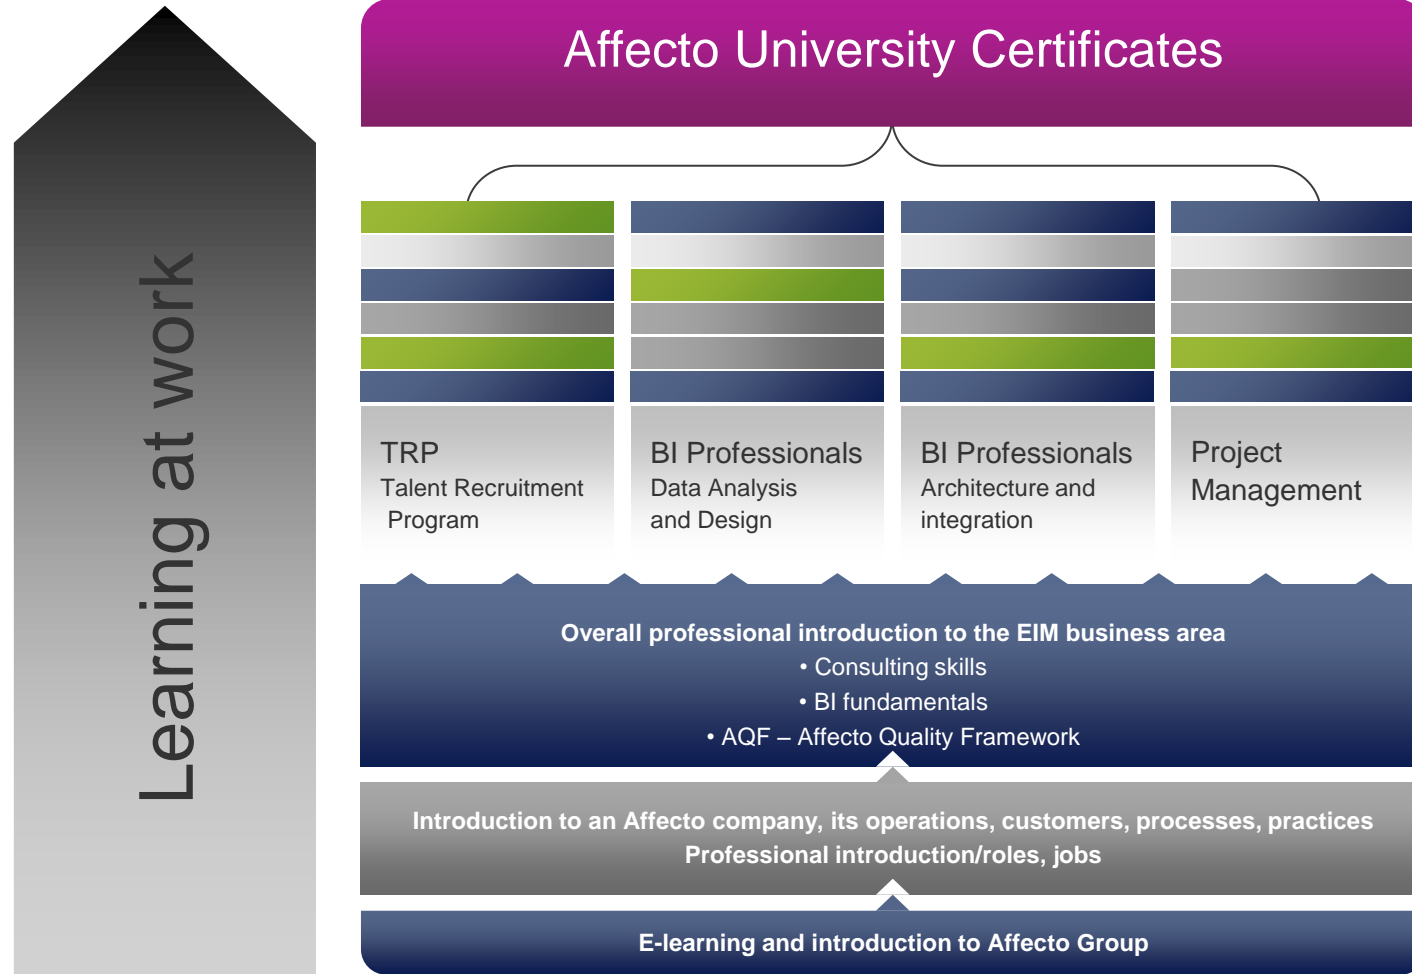 Affecto University Certificates
Learning at work
TRP
Talent Recruitment
Program
BI Professionals
Data Analysis
and Design
BI Professionals
Architecture and
integration
Project
Management
Overall professional introduction to the EIM business area
• Consulting skills
• BI fundamentals
• AQF – Affecto Quality Framework
Introduction to an Affecto company, its operations, customers, processes, practices
Professional introduction/roles, jobs
E-learning and introduction to Affecto Group